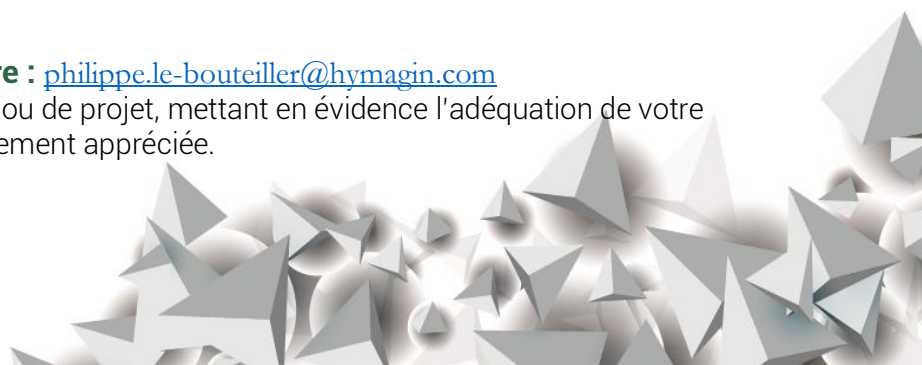 re : philippe.le-bouteiller@hymagin.com
ou de projet, mettant en évidence l'adéquation de votre
ement appréciée.